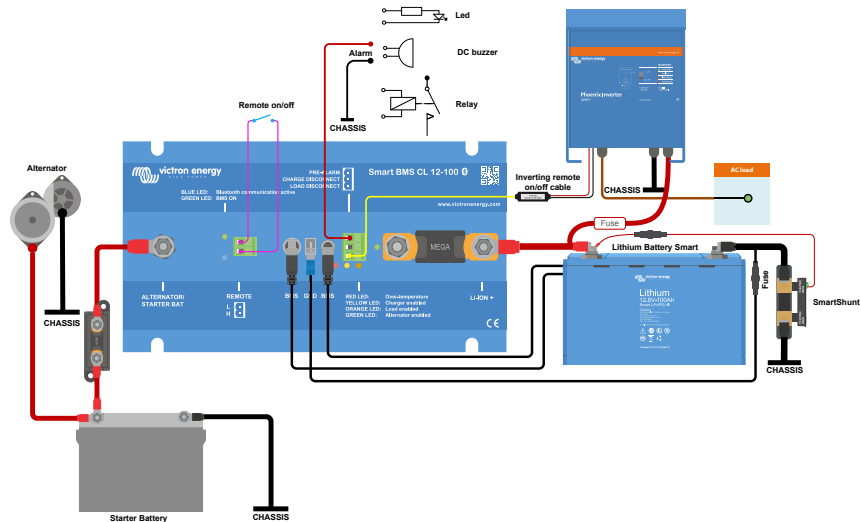 Led
Alarm
DC buzzer
Relay
CHASSIS
Remote on/off
Alternator
CHASSIS
victron energy
BLUE POWER
BLUE LED: Bluetooth communication active
GREEN LED: BMS ON
PRE-ALARM
CHARGE DISCONNECT
LOAD DISCONNECT
Smart BMS CL 12-100
www.victronenergy.com
MEGA
ALTERNATOR/
STARTER BAT
REMOTE
L
H
BMS
GND
BMS
RED LED: Over-temperature
YELLOW LED: Charger enabled
ORANGE LED: Load enabled
GREEN LED: Alternator enabled
Li-ION +
CE
victron energy
Phoenix Inverter
Inverting remote
on/off cable
CHASSIS
AC load
Fuse
Lithium Battery Smart
Fuse
SmartShunt
CHASSIS
Lithium
12.8V-100Ah
Starter Battery
CHASSIS